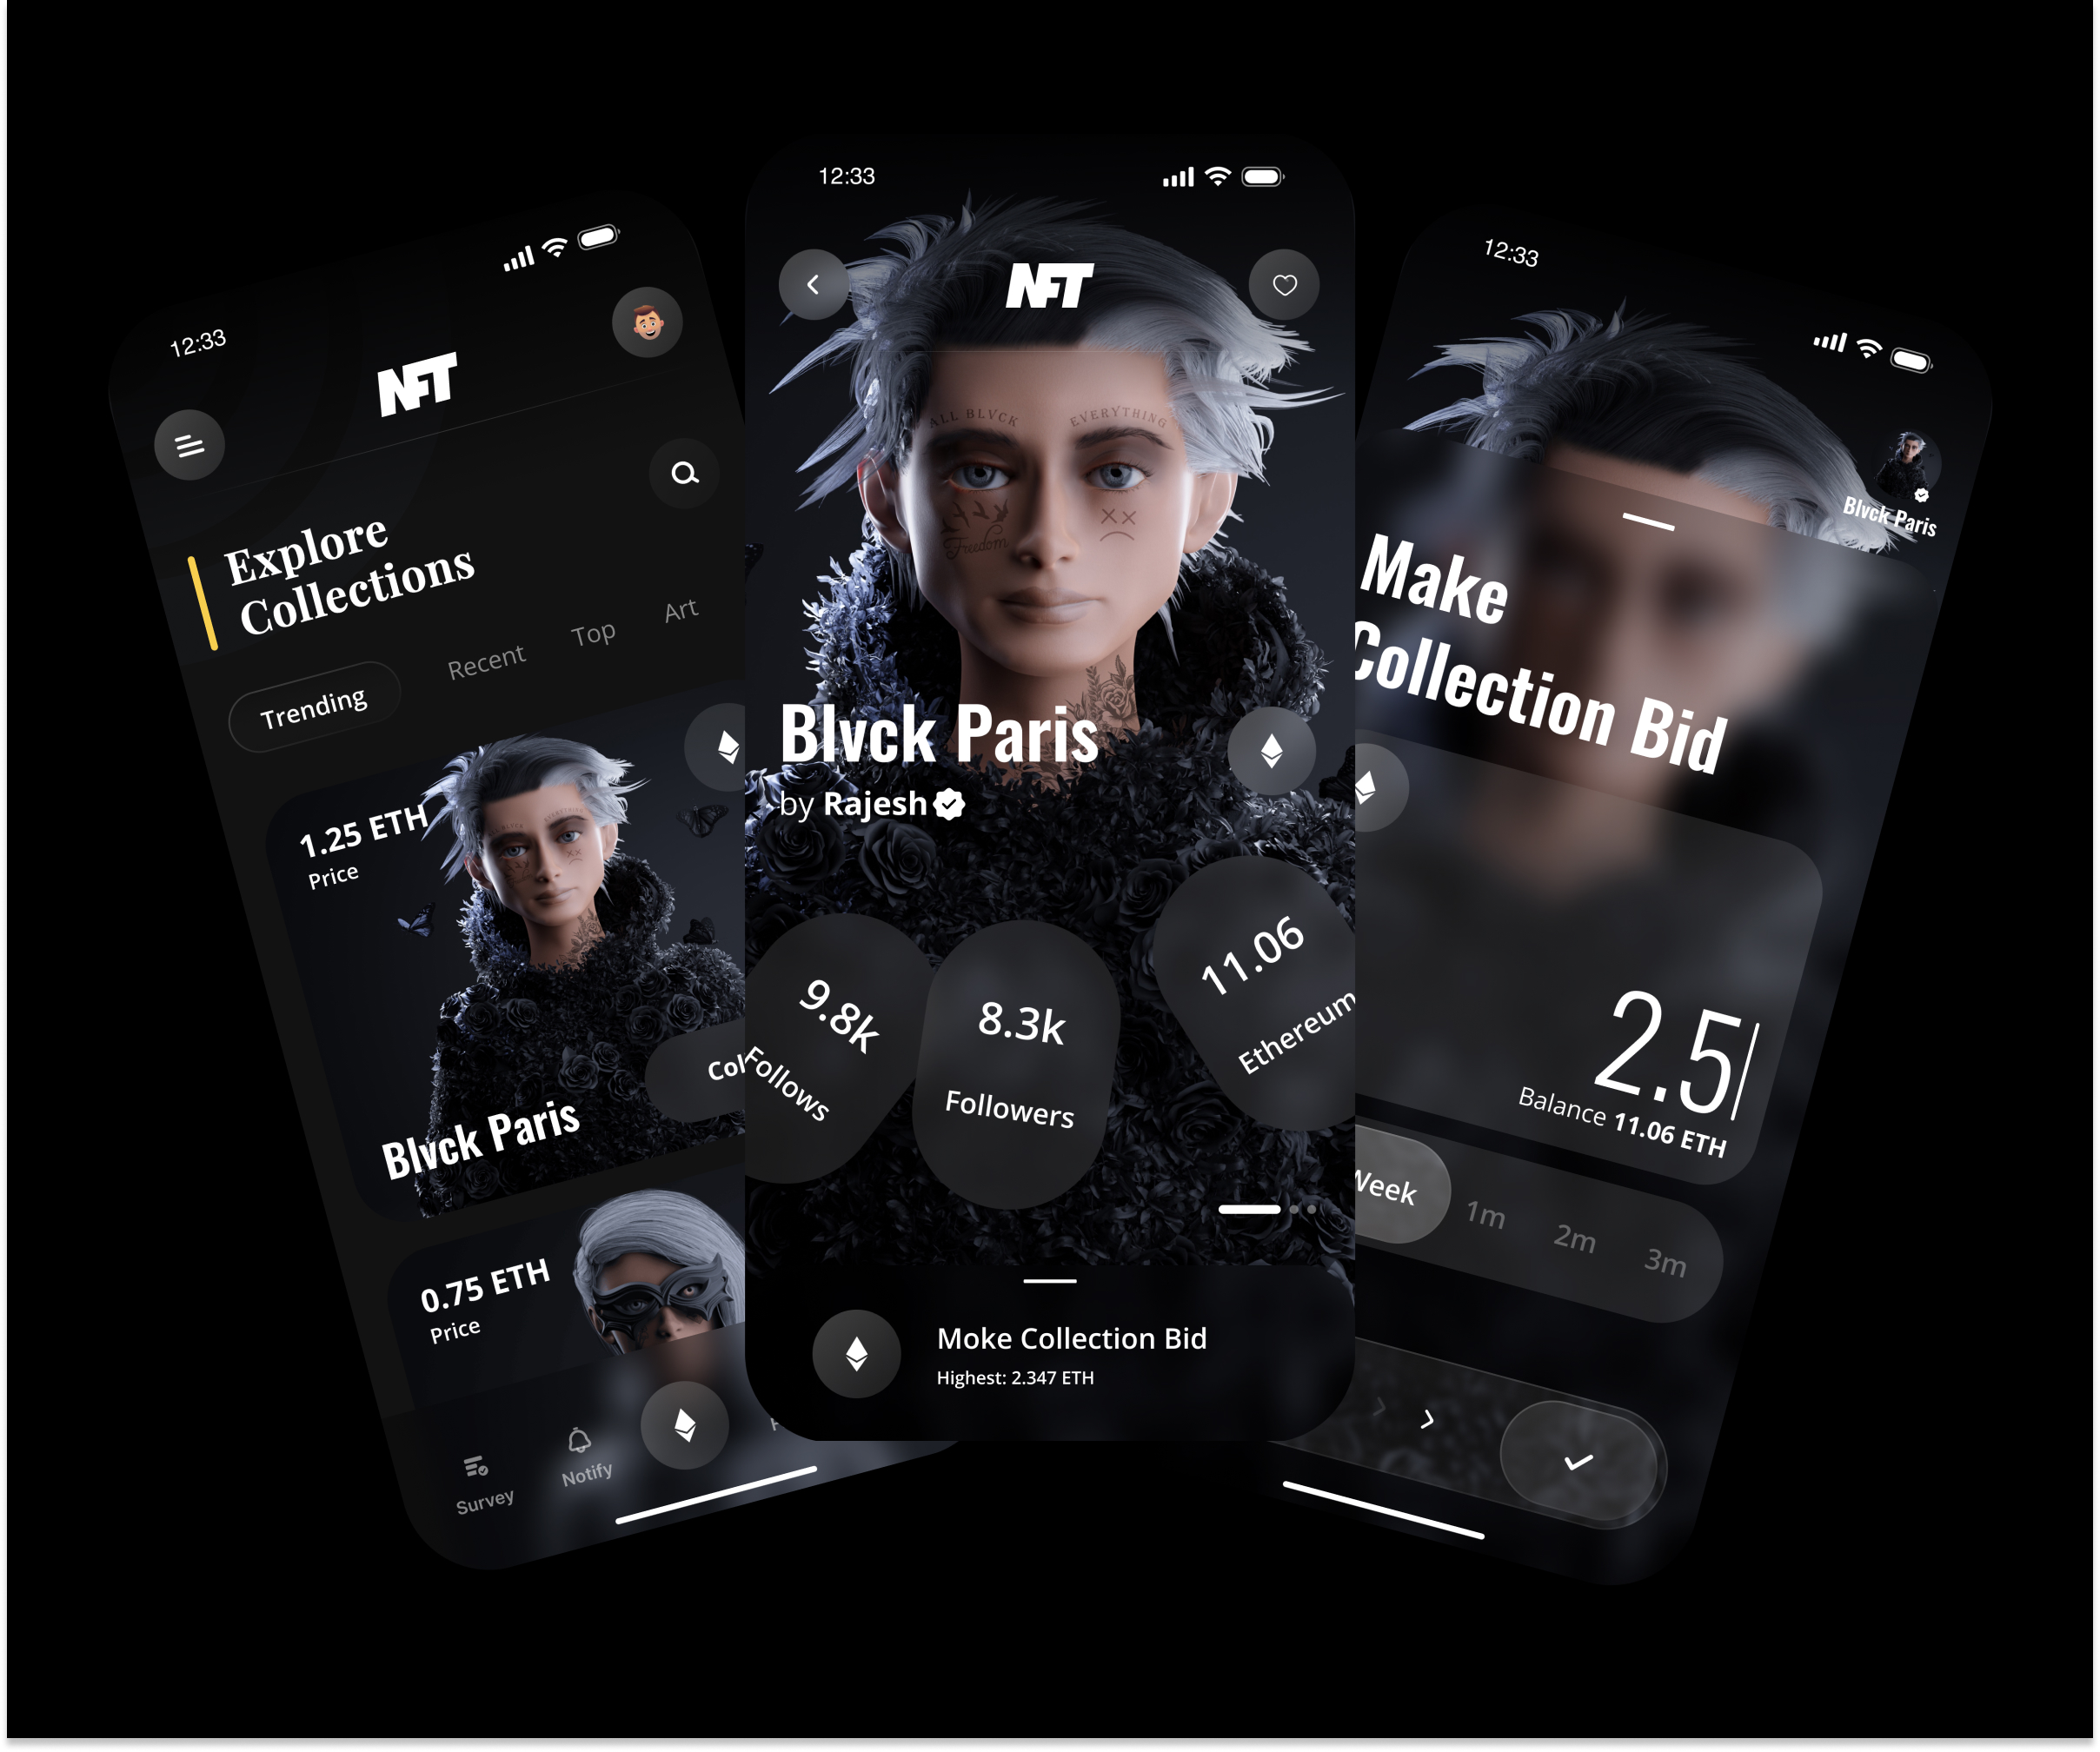 12:33
NFT
Explore
Collections
Trending
Recent
Top
Art
1.25 ETH
Price
Blvck Paris
0.75 ETH
Price
Survey
Notify
12:33
NFT
ALL BLVCK
EVERYTHING
Freedom
Blvck Paris
by Rajesh
9.8k
Follows
8.3k
Followers
11.06
Ethereum
Moke Collection Bid
Highest: 2.347 ETH
12:33
Blvck Paris
Make
Collection Bid
2.5
Balance 11.06 ETH
Week
1m
2m
3m